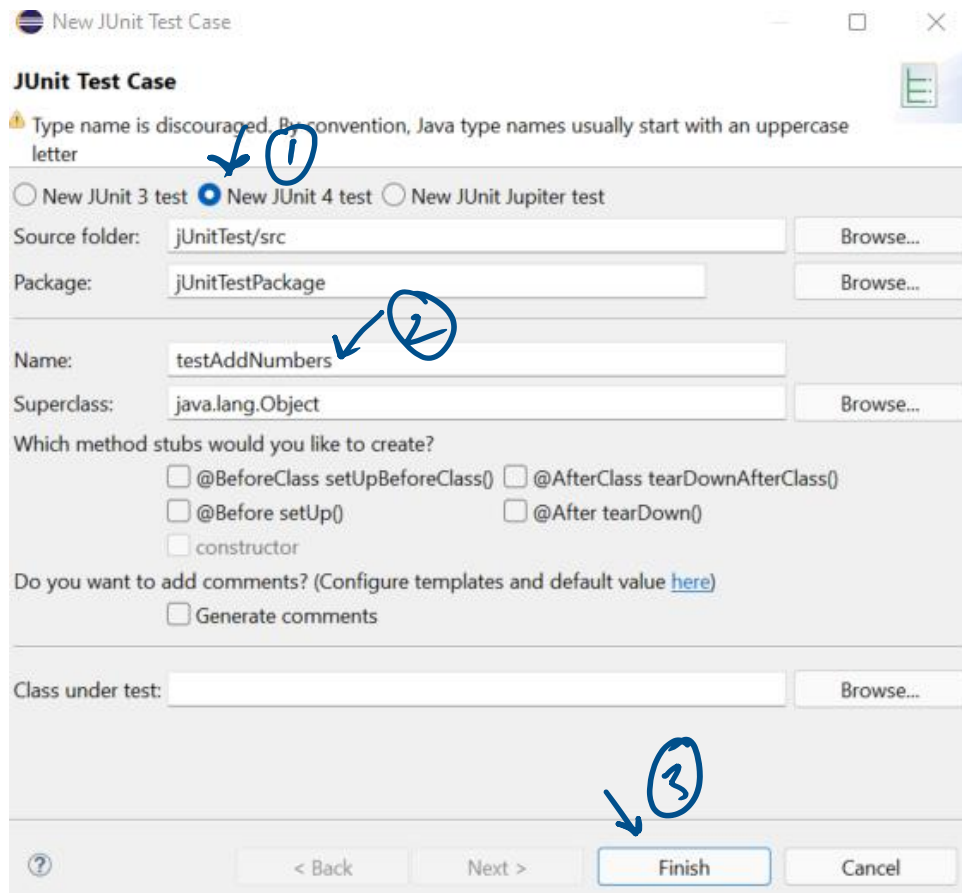 New JUnit Test Case
JUnit Test Case
Type name is discouraged. By convention, Java type names usually start with an uppercase
letter
1
New JUnit 3 test New JUnit 4 test New JUnit Jupiter test
Source folder: jUnitTest/src Browse...
Package: jUnitTestPackage Browse...
2
Name: testAddNumbers
Superclass: java.lang.Object Browse...
Which method stubs would you like to create?
@BeforeClass setUpBeforeClass() @AfterClass tearDownAfterClass()
@Before setUp() @After tearDown()
constructor
Do you want to add comments? (Configure templates and default value here)
Generate comments
Class under test: Browse...
3
? < Back Next > Finish Cancel